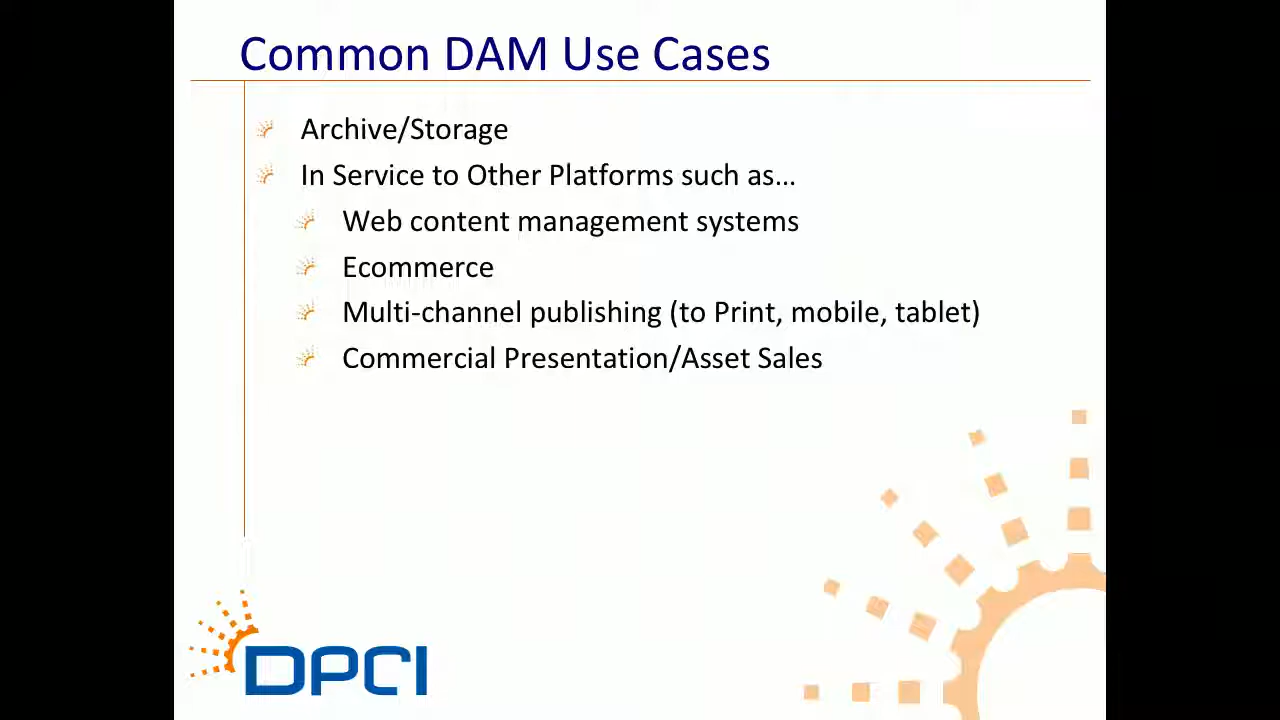 Common DAM Use Cases
Archive/Storage
In Service to Other Platforms such as…
Web content management systems
Ecommerce
Multi-channel publishing (to Print, mobile, tablet)
Commercial Presentation/Asset Sales
DPCI